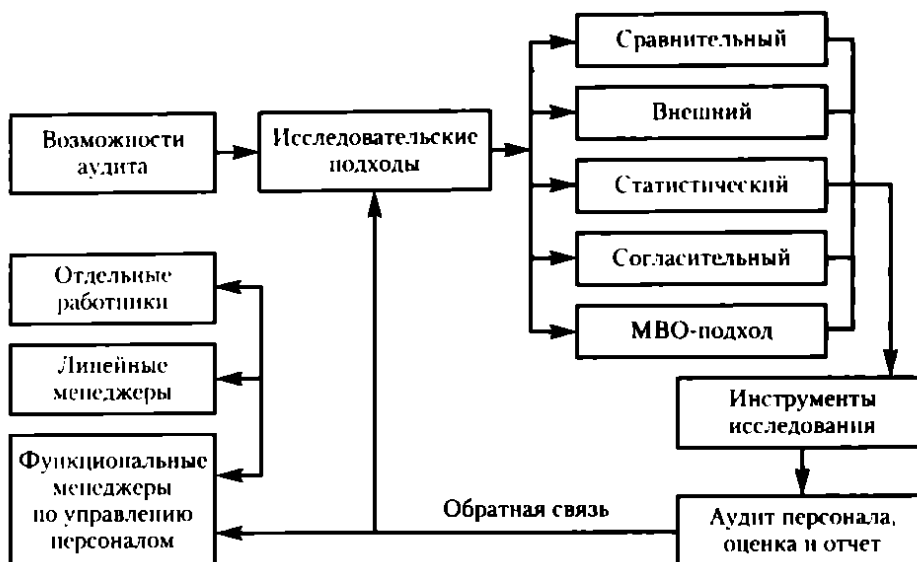 Сравнительный
Внешний
Возможности
аудита
Исследовательские
подходы
Статистический
Согласительный
МВО-подход
Отдельные
работники
Линейные
менеджеры
Функциональные
менеджеры
по управлению
персоналом
Инструменты
исследования
Обратная связь
Аудит персонала,
оценка и отчет